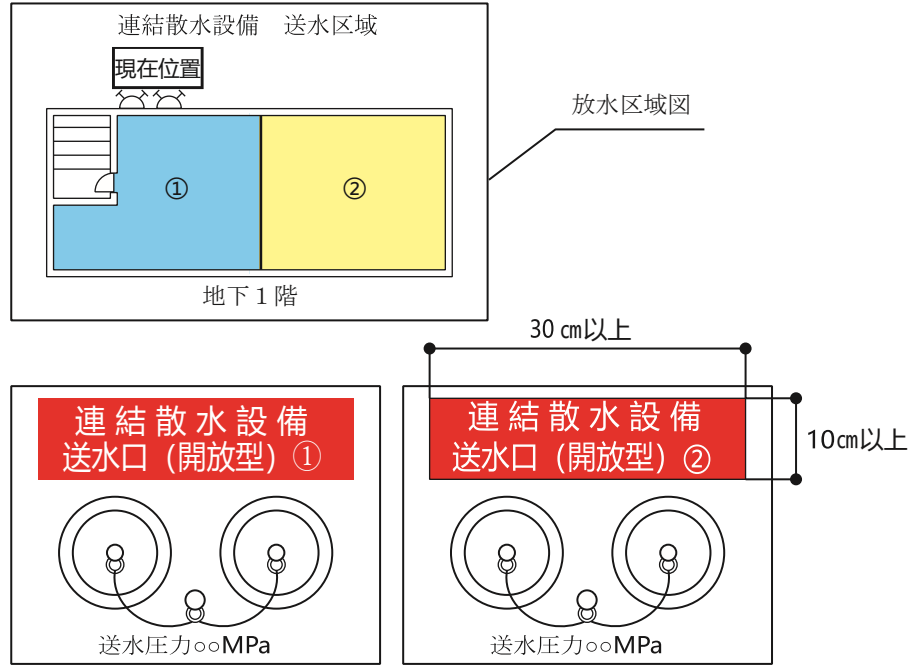 連結散水設備　送水区域
現在位置
放水区域図
①
②
地下１階
30㎝以上
連結散水設備
送水口（開放型）①
連結散水設備
送水口（開放型）②
10㎝以上
送水圧力○○MPa
送水圧力○○MPa